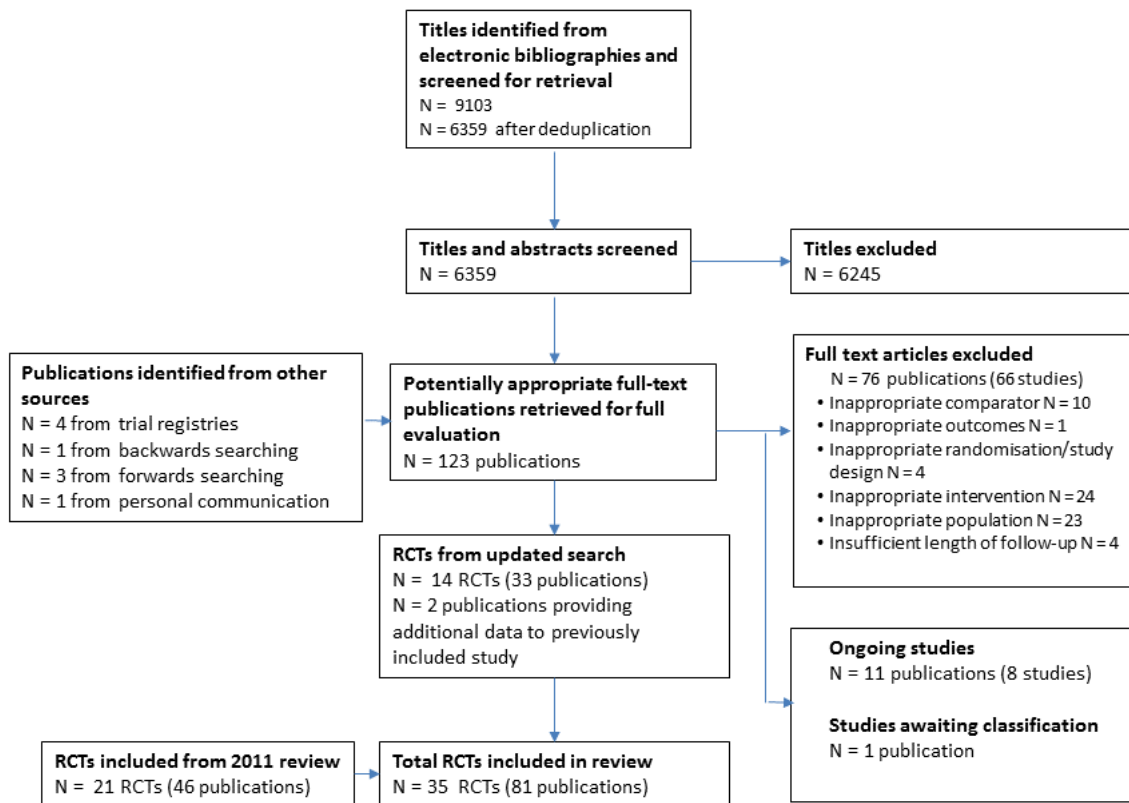 Titles identified from
electronic bibliographies and
screened for retrieval
N = 9103
N = 6359 after deduplication
Titles and abstracts screened
N = 6359
Titles excluded
N = 6245
Publications identified from other
sources
N = 4 from trial registries
N = 1 from backwards searching
N = 3 from forwards searching
N = 1 from personal communication
Potentially appropriate full-text
publications retrieved for full
evaluation
N = 123 publications
Full text articles excluded
N = 76 publications (66 studies)
• Inappropriate comparator N = 10
• Inappropriate outcomes N = 1
• Inappropriate randomisation/study
design N = 4
• Inappropriate intervention N = 24
• Inappropriate population N = 23
• Insufficient length of follow-up N = 4
RCTs from updated search
N = 14 RCTs (33 publications)
N = 2 publications providing
additional data to previously
included study
Ongoing studies
N = 11 publications (8 studies)
Studies awaiting classification
N = 1 publication
RCTs included from 2011 review
N = 21 RCTs (46 publications)
Total RCTs included in review
N = 35 RCTs (81 publications)